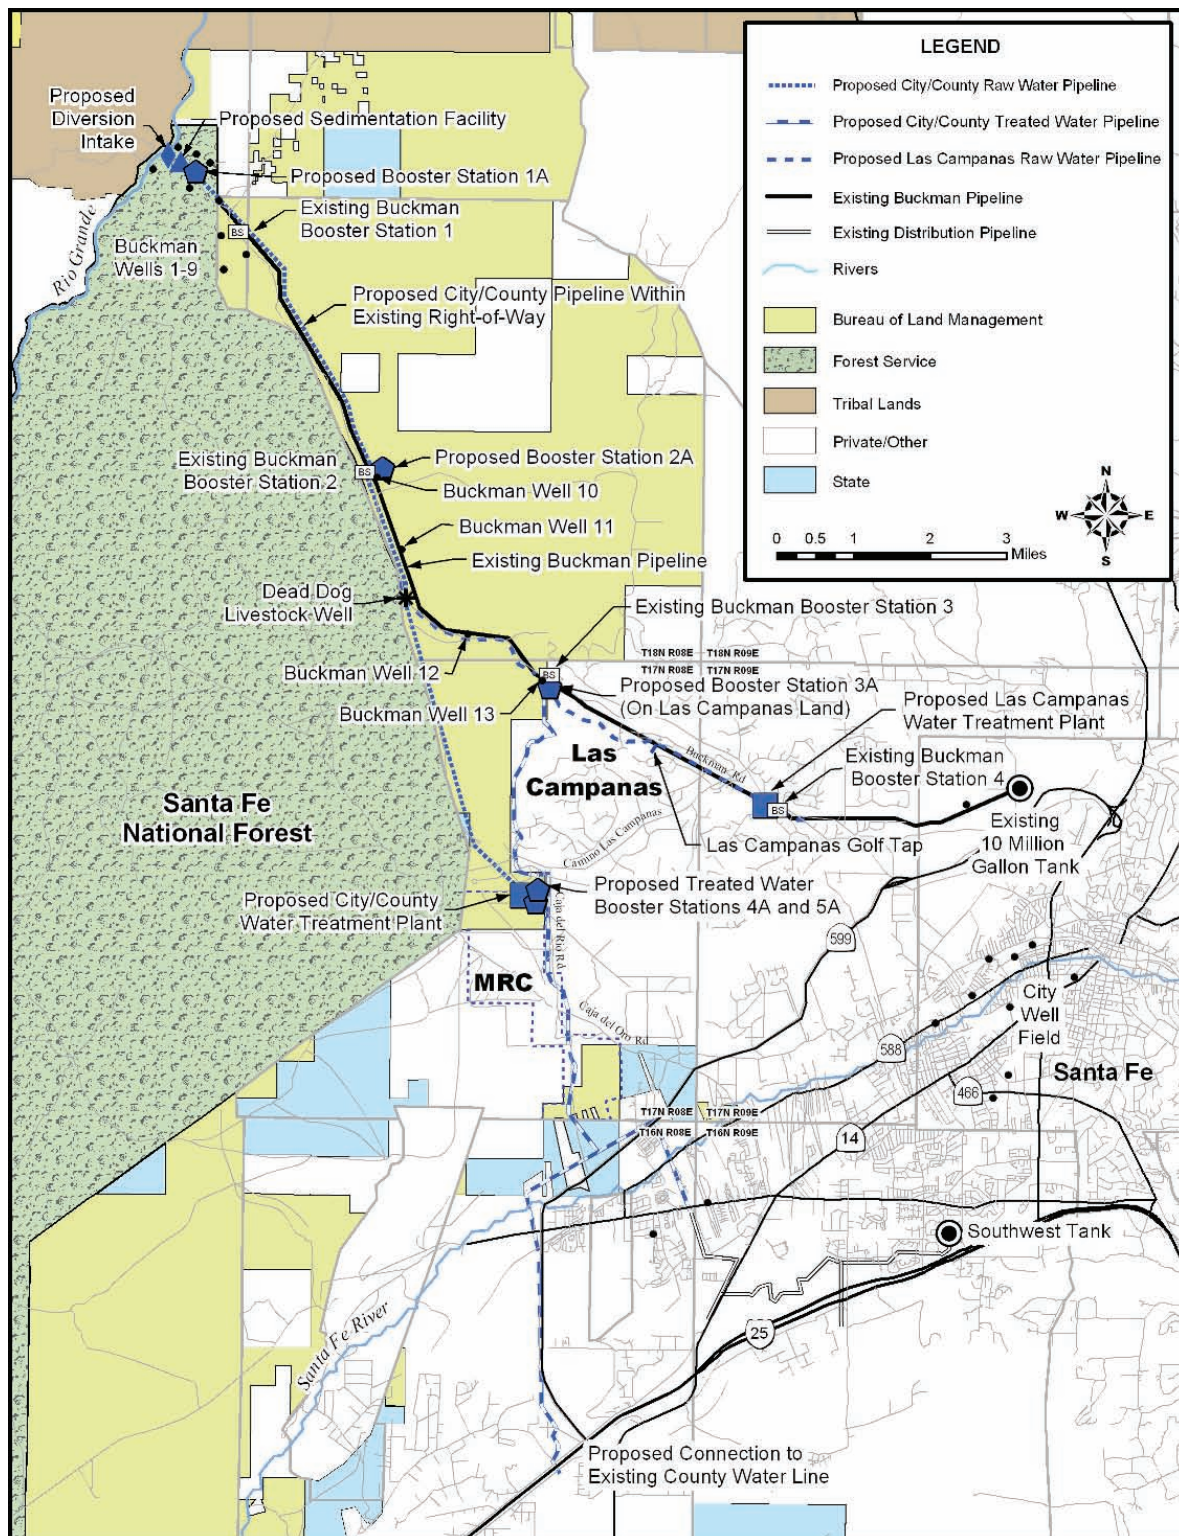 LEGEND
Proposed City/County Raw Water Pipeline
Proposed City/County Treated Water Pipeline
Proposed Las Campanas Raw Water Pipeline
Existing Buckman Pipeline
Existing Distribution Pipeline
Rivers
Bureau of Land Management
Forest Service
Tribal Lands
Private/Other
State
N
W
E
S
0 0.5 1 2 3
Miles
Proposed
Diversion
Intake
Proposed Sedimentation Facility
Proposed Booster Station 1A
Rio Grande
Existing Buckman
Booster Station 1
BS
Buckman
Wells 1-9
Proposed City/County Pipeline Within
Existing Right-of-Way
Existing Buckman
Booster Station 2
BS
Proposed Booster Station 2A
Buckman Well 10
Buckman Well 11
Existing Buckman Pipeline
Dead Dog
Livestock Well
Existing Buckman Booster Station 3
Buckman Well 12
BS
T18N R08E
T18N R09E
T17N R08E
T17N R09E
Buckman Well 13
Proposed Booster Station 3A
(On Las Campanas Land)
Proposed Las Campanas
Water Treatment Plant
Las
Campanas
Buckman Rd
Existing Buckman
Booster Station 4
BS
Existing
10 Million
Gallon Tank
Santa Fe
National Forest
Camino Las Campanas
Las Campanas Golf Tap
Proposed City/County
Water Treatment Plant
Proposed Treated Water
Booster Stations 4A and 5A
Caja del Rio Rd
599
MRC
Caja del Oro Rd
City
Well
Field
588
Santa Fe
466
T17N R08E
T17N R09E
T16N R08E
T16N R09E
14
Southwest Tank
Santa Fe River
25
Proposed Connection to
Existing County Water Line